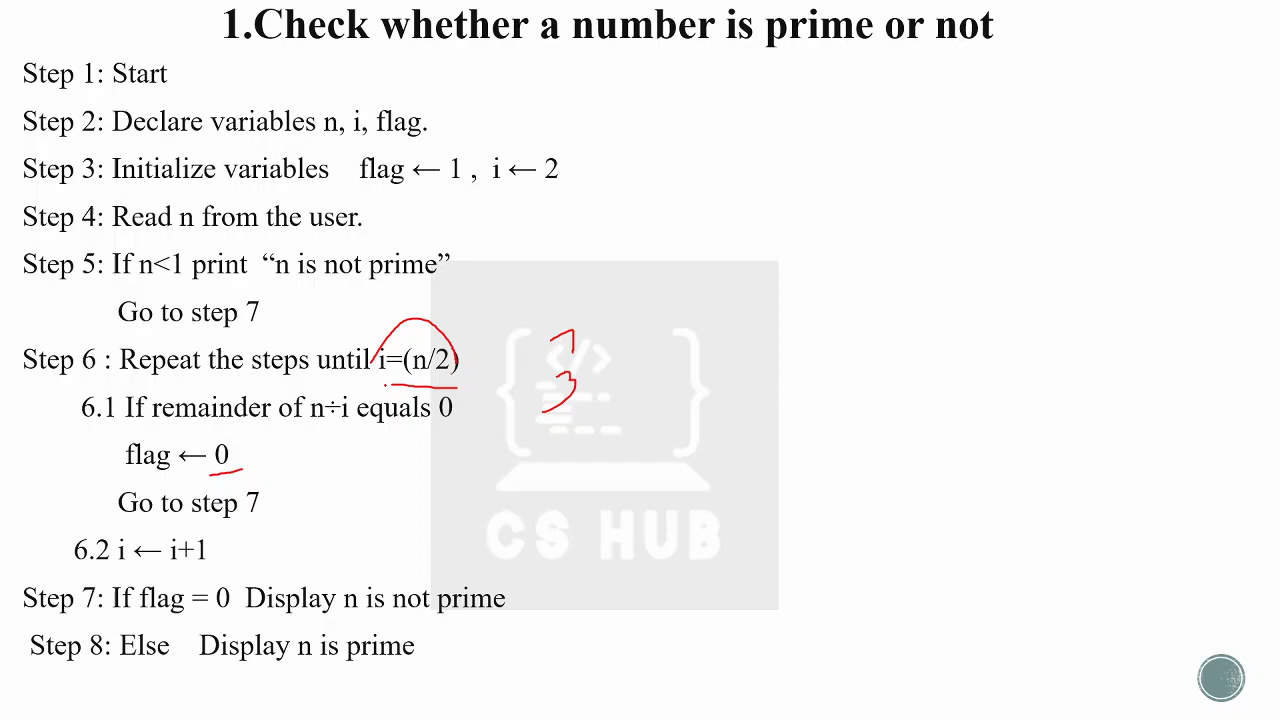 1.Check whether a number is prime or not
Step 1: Start
Step 2: Declare variables n, i, flag.
Step 3: Initialize variables flag ← 1 , i ← 2
Step 4: Read n from the user.
Step 5: If n<1 print “n is not prime”
Go to step 7
Step 6 : Repeat the steps until i=(n/2)
7
3
6.1 If remainder of n÷i equals 0
flag ← 0
Go to step 7
6.2 i ← i+1
Step 7: If flag = 0 Display n is not prime
Step 8: Else Display n is prime
CS HUB